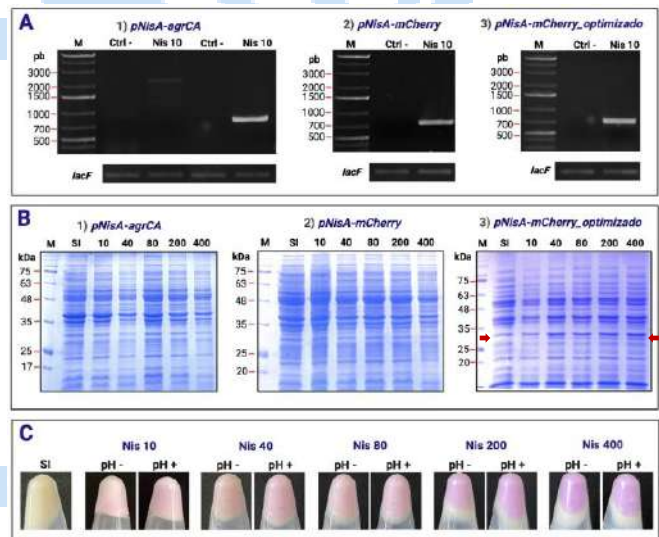 A
1) pNisA-agrCA
2) pNisA-mCherry
3) pNisA-mCherry_optimizado
M Ctrl - Nis 10 Ctrl - Nis 10
M Ctrl - Nis 10
M Ctrl - Nis 10
pb
3000
2000
1500
1000
700
500
3000
2000
1500
1000
700
500
3000
2000
1500
1000
700
500
lacF
lacF
lacF
B
1) pNisA-agrCA
2) pNisA-mCherry
3) pNisA-mCherry_optimizado
kDa M SI 10 40 80 200 400
kDa M SI 10 40 80 200 400
kDa M SI 10 40 80 200 400
75
63
48
35
25
17
75
63
48
35
25
20
75
63
48
35
25
20
C
Nis 10 Nis 40 Nis 80 Nis 200 Nis 400
SI pH - pH + pH - pH + pH - pH + pH - pH + pH - pH +